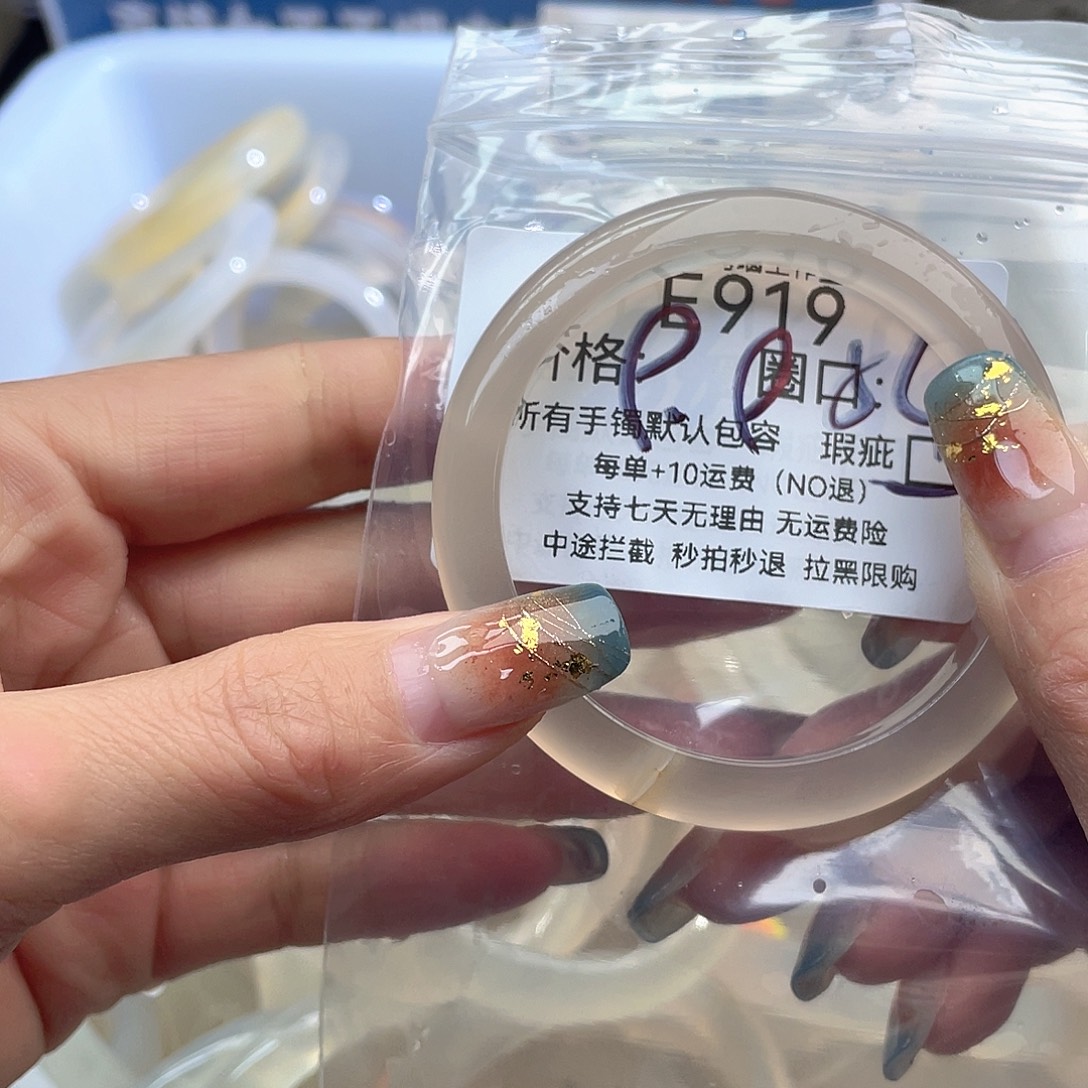 E919
价格: 圈口:
所有手镯默认包容 瑕疵
每单+10运费（NO退）
支持七天无理由 无运费险
中途拦截 秒拍秒退 拉黑限购